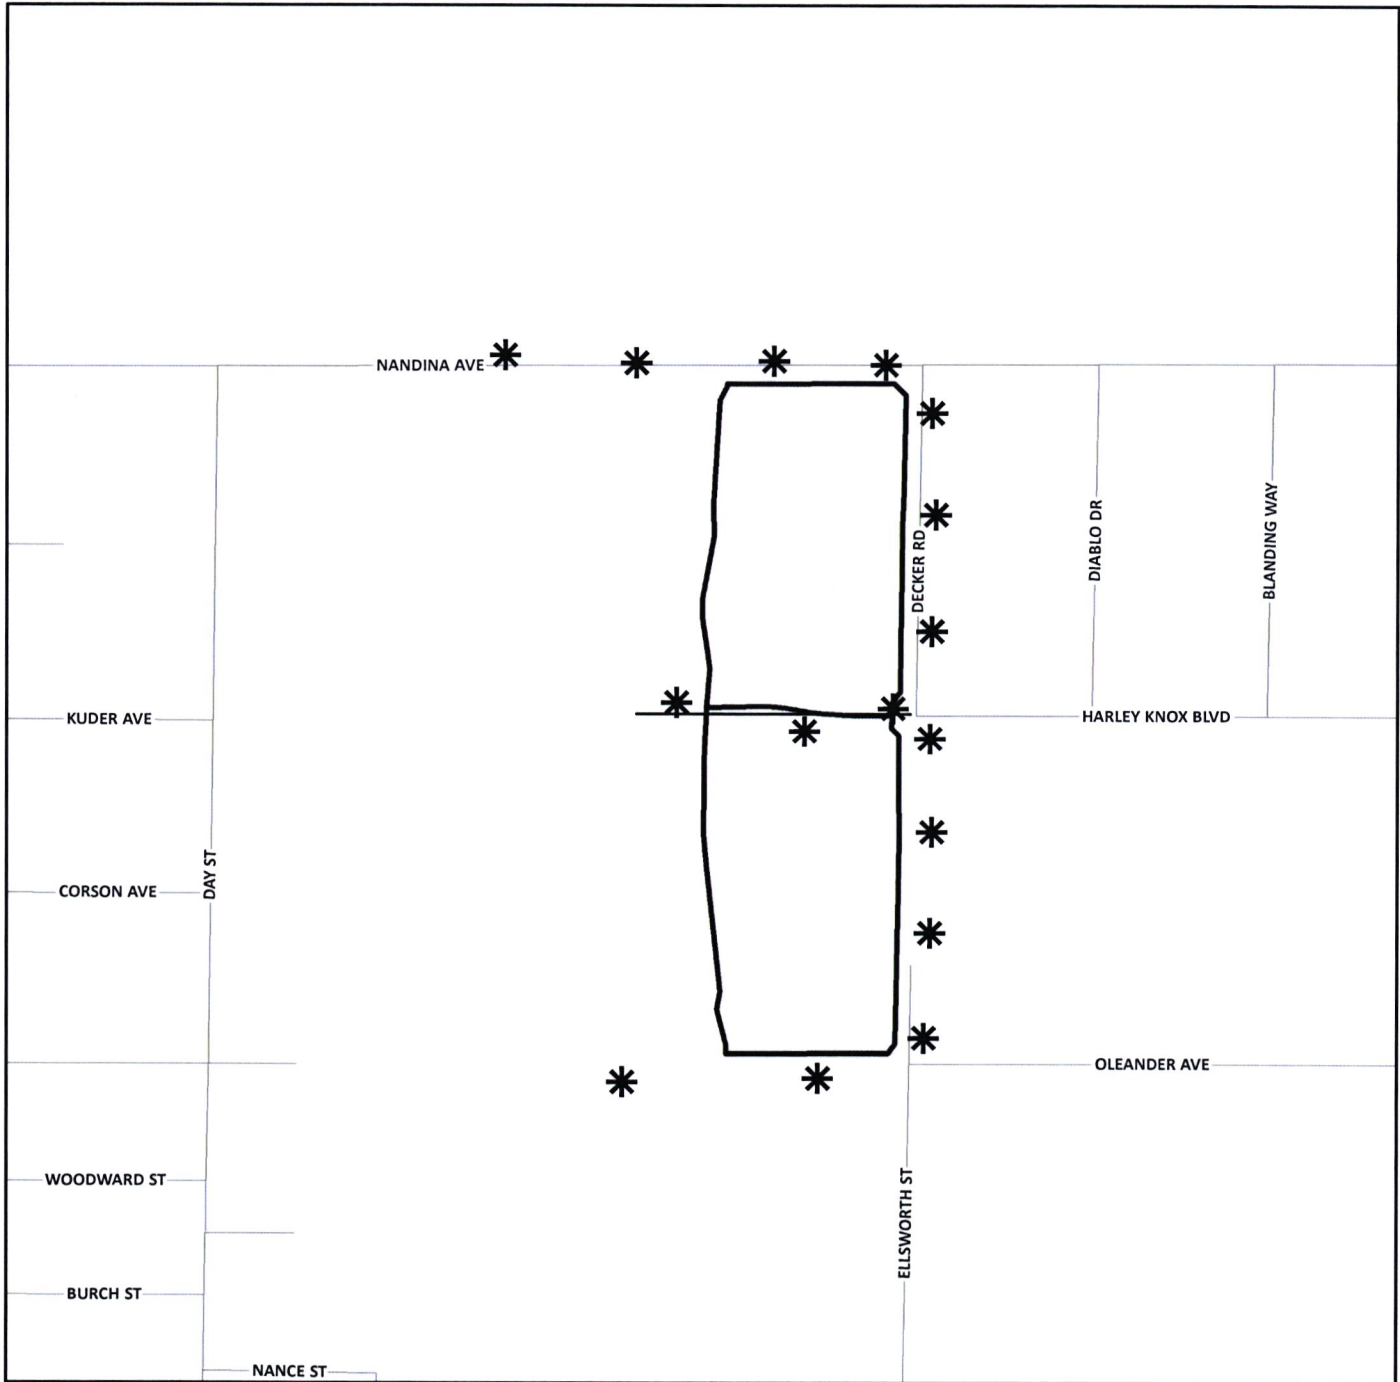 NANDINA AVE
DECKER RD
DIABLO DR
BLANDING WAY
KUDER AVE
HARLEY KNOX BLVD
DAY ST
CORSON AVE
OLEANDER AVE
WOODWARD ST
ELLSWORTH ST
BURCH ST
NANCE ST